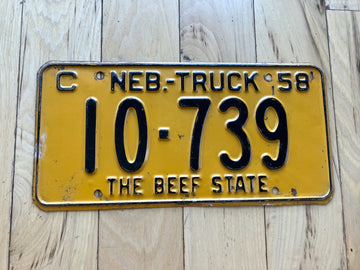 C NEB.-TRUCK 58
10-739
THE BEEF STATE